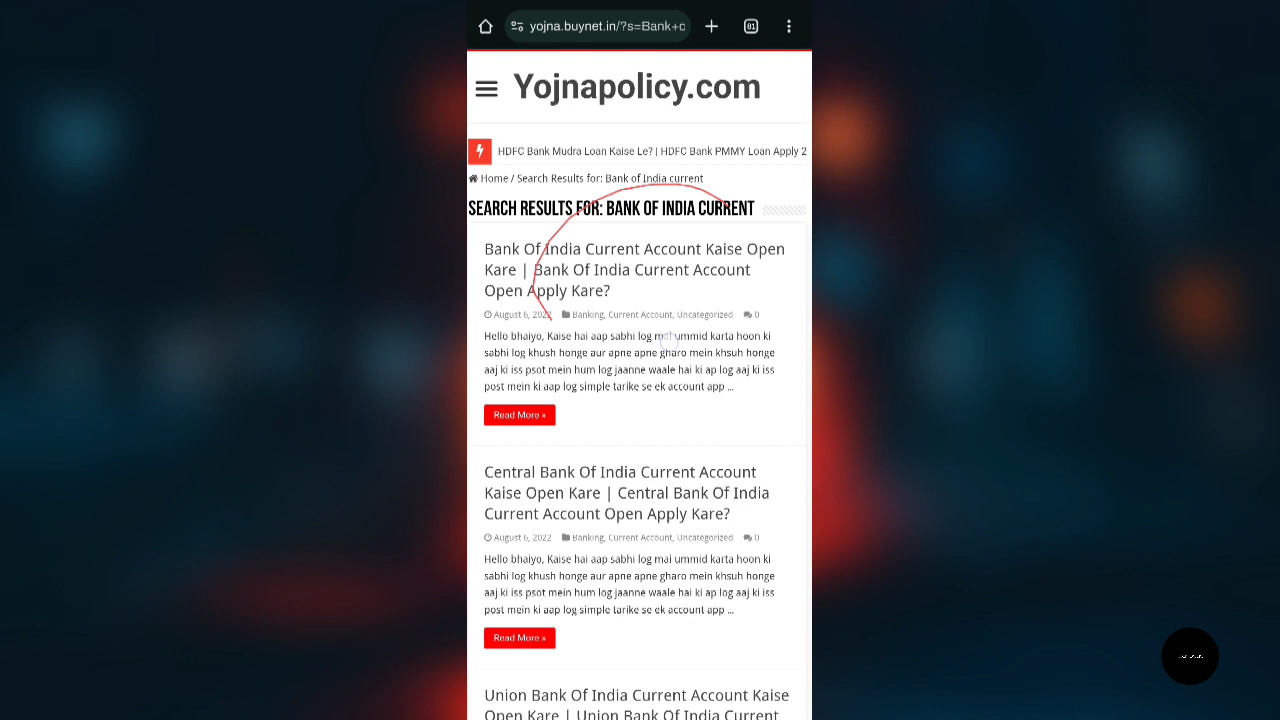 yojna.buynet.in/?s=Bank+c
81
Yojnapolicy.com
HDFC Bank Mudra Loan Kaise Le? | HDFC Bank PMMY Loan Apply 2
Home / Search Results for: Bank of India current
SEARCH RESULTS FOR: BANK OF INDIA CURRENT
Bank Of India Current Account Kaise Open
Kare | Bank Of India Current Account
Open Apply Kare?
August 6, 2022 Banking, Current Account, Uncategorized 0
Hello bhaiyo, Kaise hai aap sabhi log mai ummid karta hoon ki
sabhi log khush honge aur apne apne gharo mein khsuh honge
aaj ki iss psot mein hum log jaanne waale hai ki ap log aaj ki iss
post mein ki aap log simple tarike se ek account app ...
Read More »
Central Bank Of India Current Account
Kaise Open Kare | Central Bank Of India
Current Account Open Apply Kare?
August 6, 2022 Banking, Current Account, Uncategorized 0
Hello bhaiyo, Kaise hai aap sabhi log mai ummid karta hoon ki
sabhi log khush honge aur apne apne gharo mein khsuh honge
aaj ki iss psot mein hum log jaanne waale hai ki ap log aaj ki iss
post mein ki aap log simple tarike se ek account app ...
Read More »
Union Bank Of India Current Account Kaise
Open Kare | Union Bank Of India Current